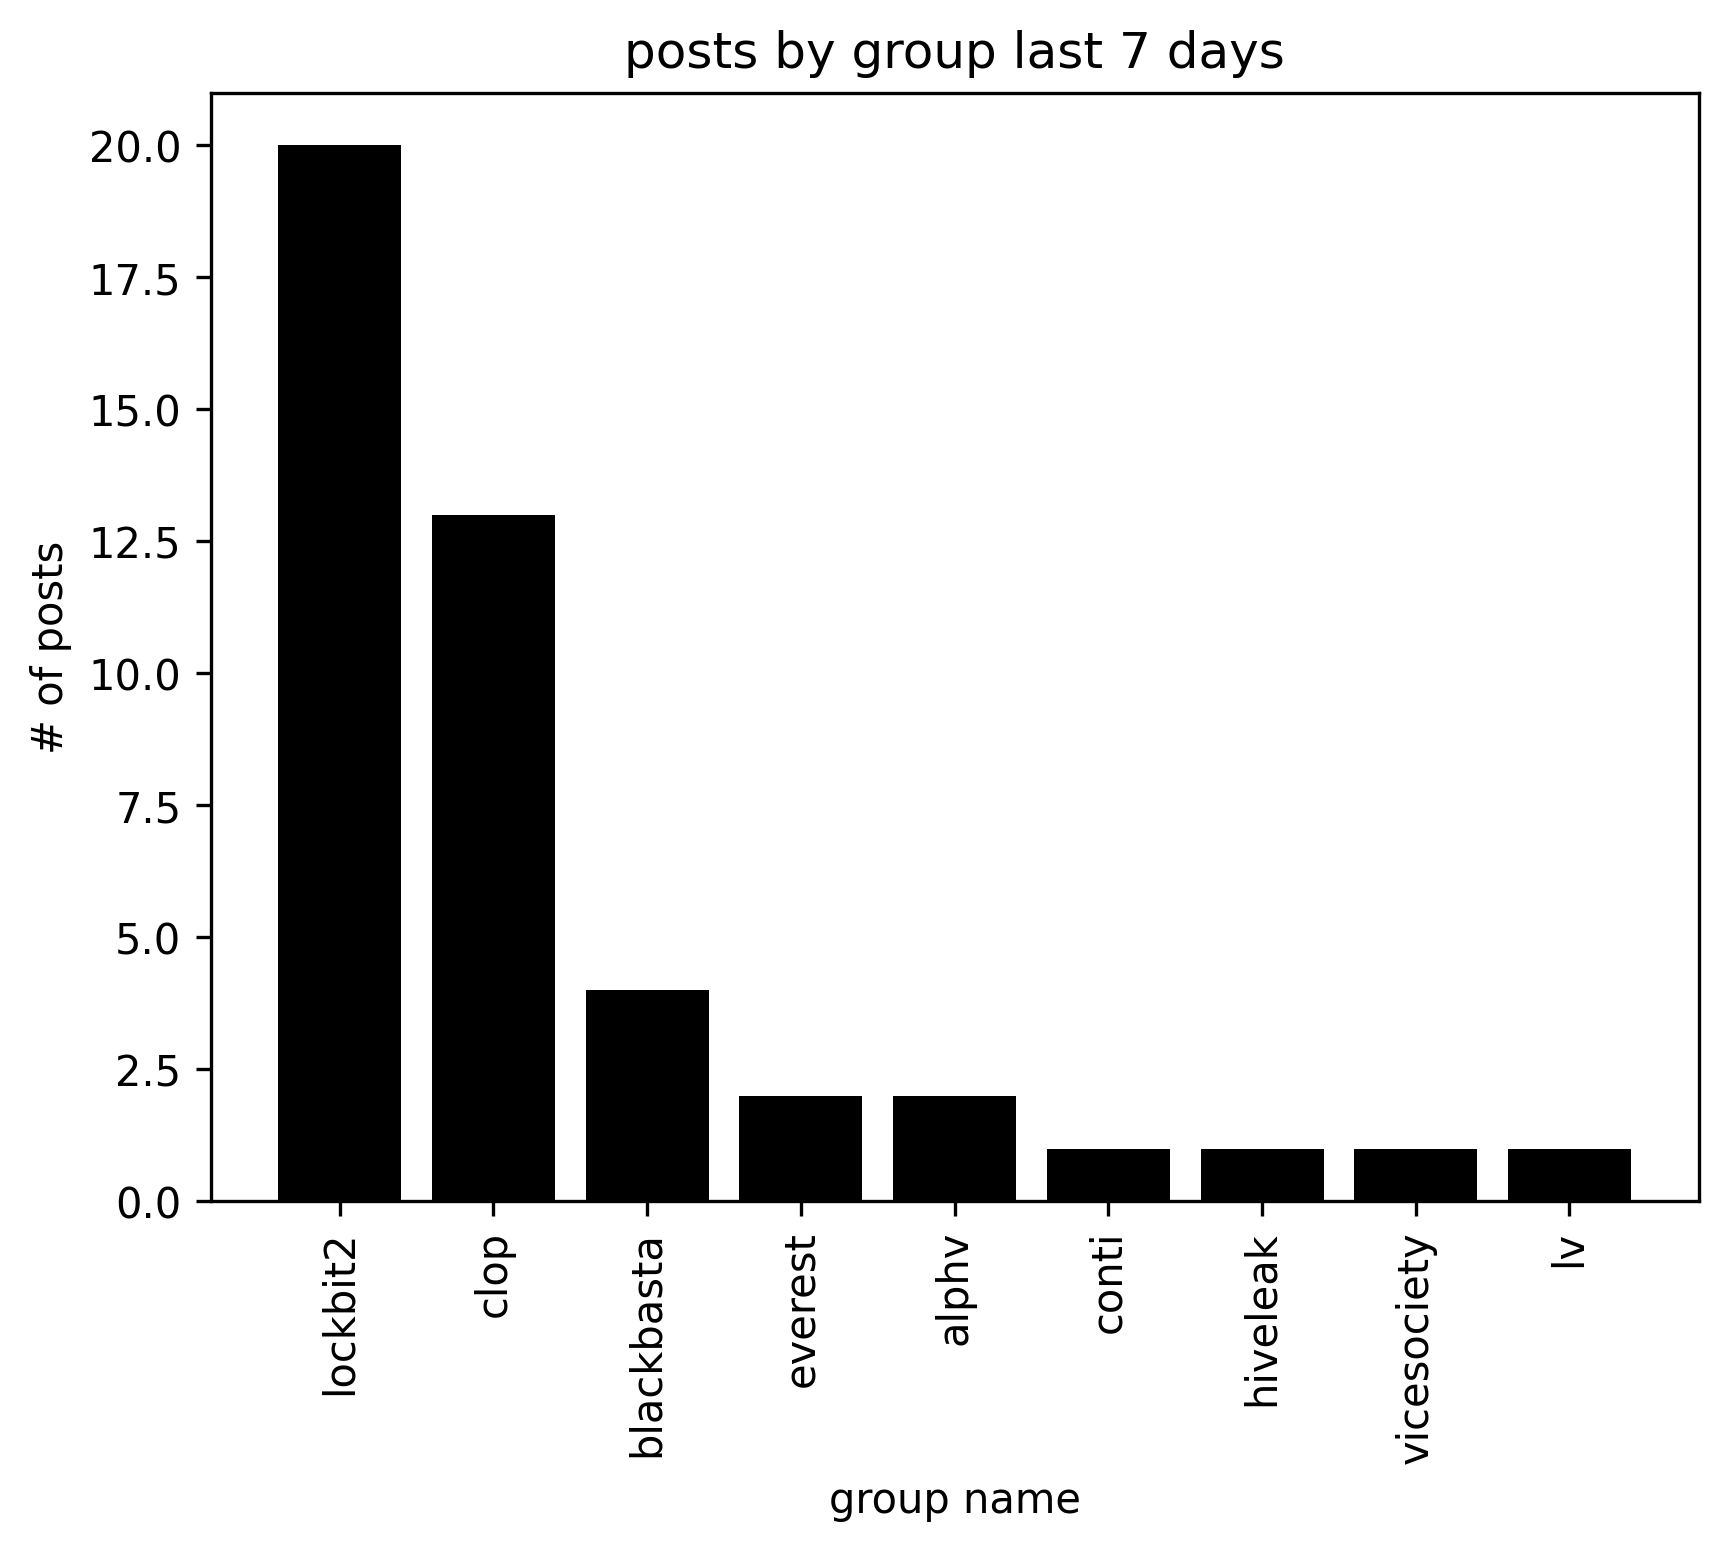 posts by group last 7 days
# of posts
20.0
17.5
15.0
12.5
10.0
7.5
5.0
2.5
0.0
lockbit2
clop
blackbasta
everest
alphv
conti
hiveleak
vicesociety
lv
group name